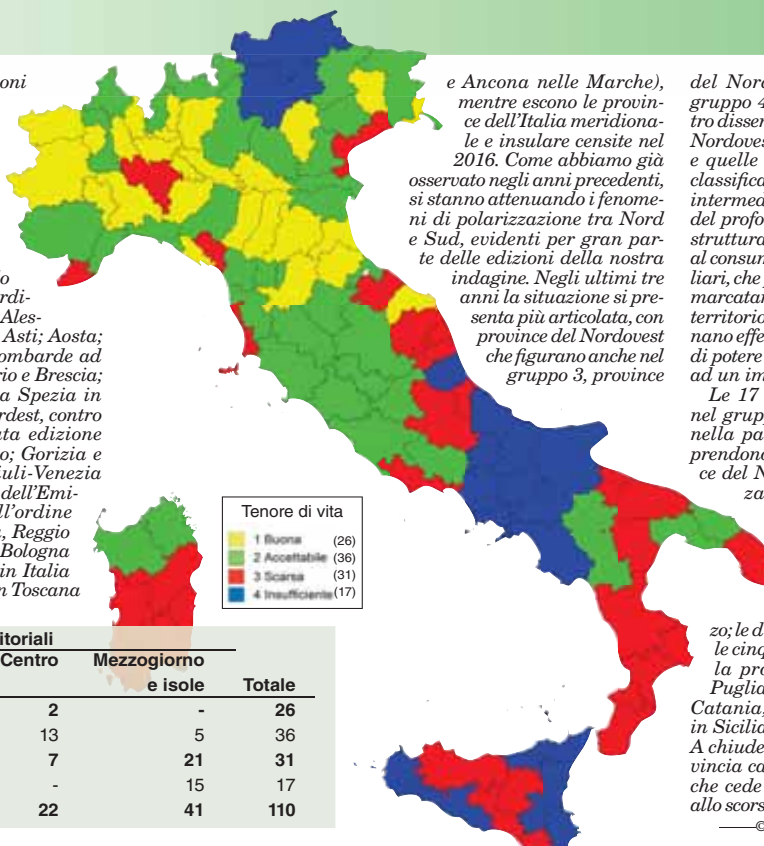 oni
o
rdi-
Ales-
Asti; Aosta;
ombarde ad
rio e Brescia;
a Spezia in
rdest, contro
ata edizione
o; Gorizia e
iuli-Venezia
dell'Emi-
ll'ordine
, Reggio
Bologna
in Italia
n Toscana
e Ancona nelle Marche),
mentre escono le provin-
ce dell'Italia meridiona-
le e insulare censite nel
2016. Come abbiamo già
osservato negli anni precedenti,
si stanno attenuando i fenome-
ni di polarizzazione tra Nord
e Sud, evidenti per gran par-
te delle edizioni della nostra
indagine. Negli ultimi tre
anni la situazione si pre-
senta più articolata, con
province del Nordovest
che figurano anche nel
gruppo 3, province
del Nord
gruppo 4
tro disser
Nordoves
e quelle
classifica
intermed
del profo
struttura
al consum
liari, che p
marcatan
territorio
nano effe
di potere
ad un im
Le 17
nel grupp
nella pa
prendono
ce del N
za
zo; le d
le cinq
la pro
Puglia
Catania,
in Sicilia
A chiude
vincia ca
che cede
allo scors
©
Tenore di vita
1 Buona (26)
2 Accettabile (36)
3 Scarsa (31)
4 Insufficiente (17)
itoriali
Centro Mezzogiorno
e isole Totale
2 - 26
13 5 36
7 21 31
- 15 17
22 41 110